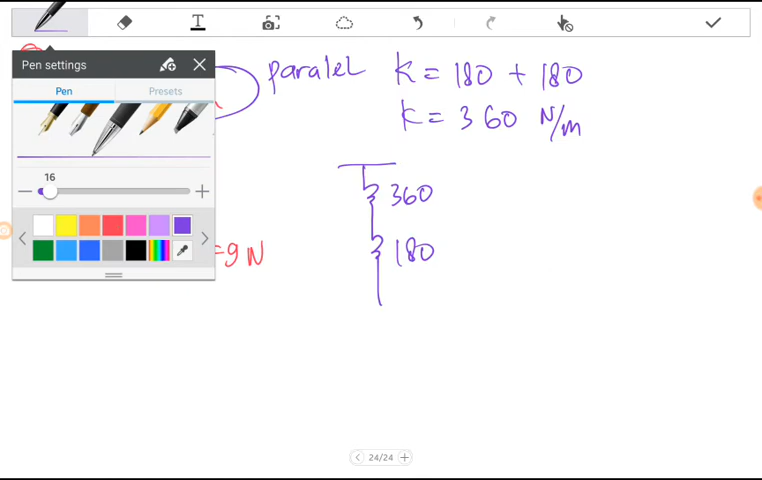 T
Pen settings
Pen
Presets
16
paralel K = 180 + 180
K = 360 N/m
360
180
=9 N
24/24